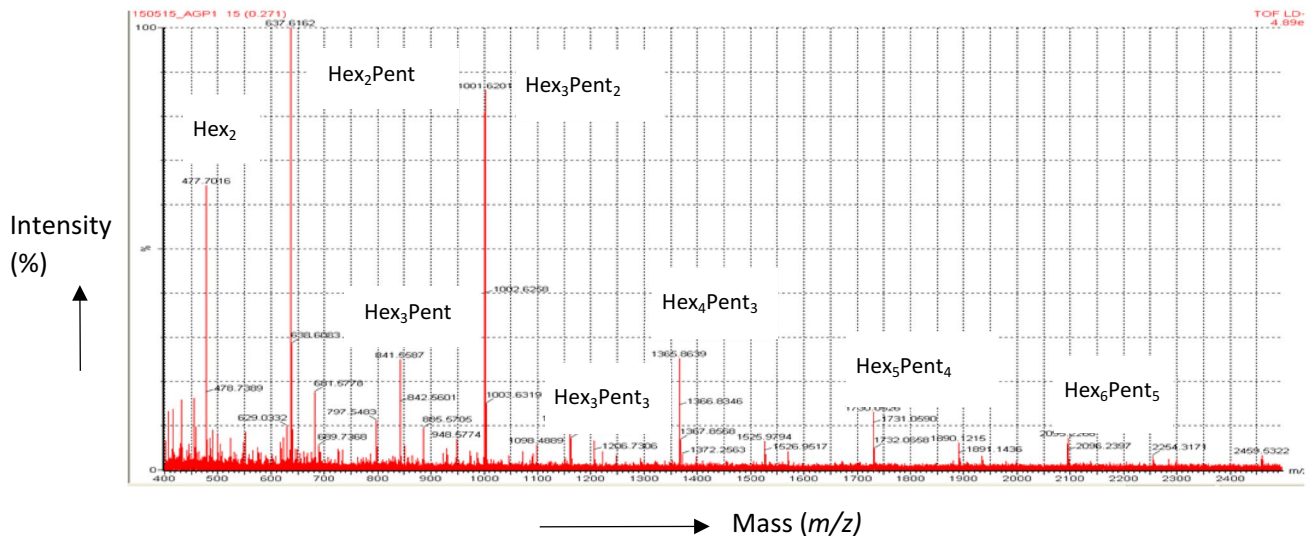 150515_AGP1 15 (0.271)
TOF LD-
4.89e
100
637.6162
Hex₂Pent
Hex₃Pent₂
1001.6201
Hex₂
477.7016
Intensity
(%)
%
1002.6258
Hex₄Pent₃
Hex₃Pent
638.6083
841.5587
1365.8639
Hex₅Pent₄
478.7389
681.5778
842.5601
1003.6319
Hex₃Pent₃
1366.8346
Hex₆Pent₅
629.0332
797.5483
885.5705
1
1731.0590
689.7368
948.5774
1098.4889
1206.7306
1367.8568
1372.2563
1525.9794
1526.9517
1732.0658
1890.1215
1891.1436
2096.2397
2254.3171
2459.5322
0
400 500 600 700 800 900 1000 1100 1200 1300 1400 1500 1600 1700 1800 1900 2000 2100 2200 2300 2400
m/z
Mass (m/z)